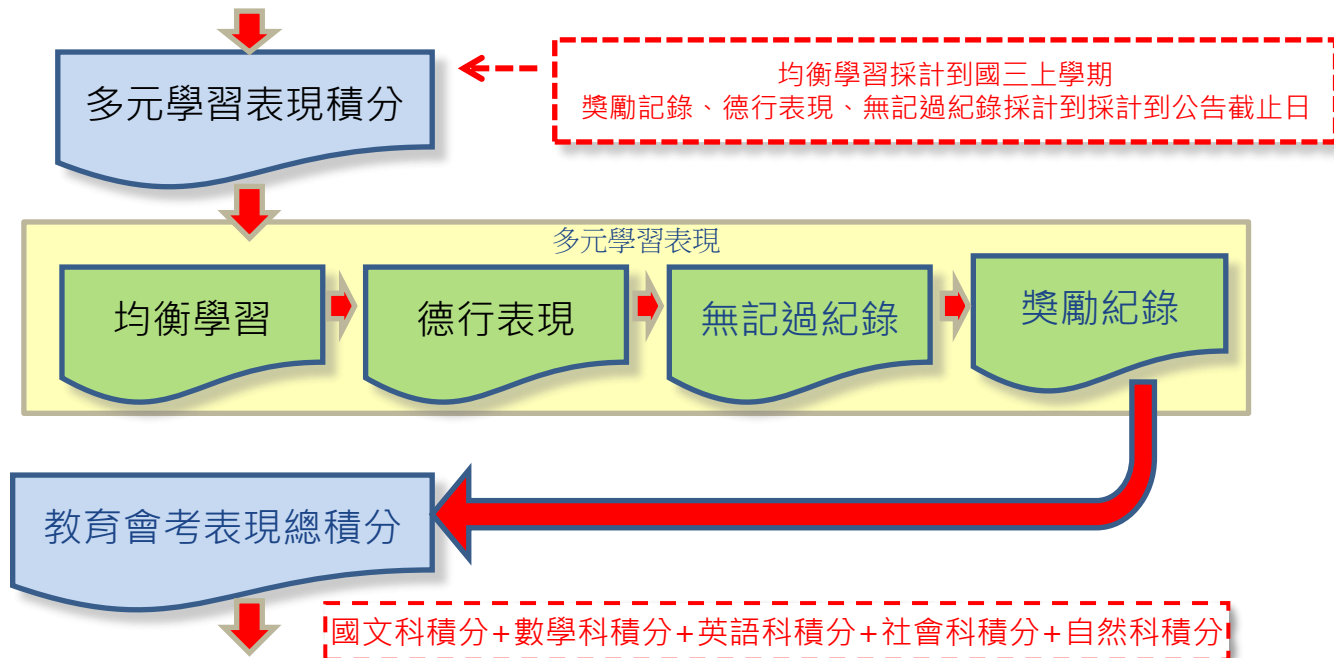 多元學習表現積分
均衡學習採計到國三上學期
獎勵記錄、德行表現、無記過紀錄採計到採計到公告截止日
多元學習表現
均衡學習
德行表現
無記過紀錄
獎勵紀錄
教育會考表現總積分
國文科積分+數學科積分+英語科積分+社會科積分+自然科積分